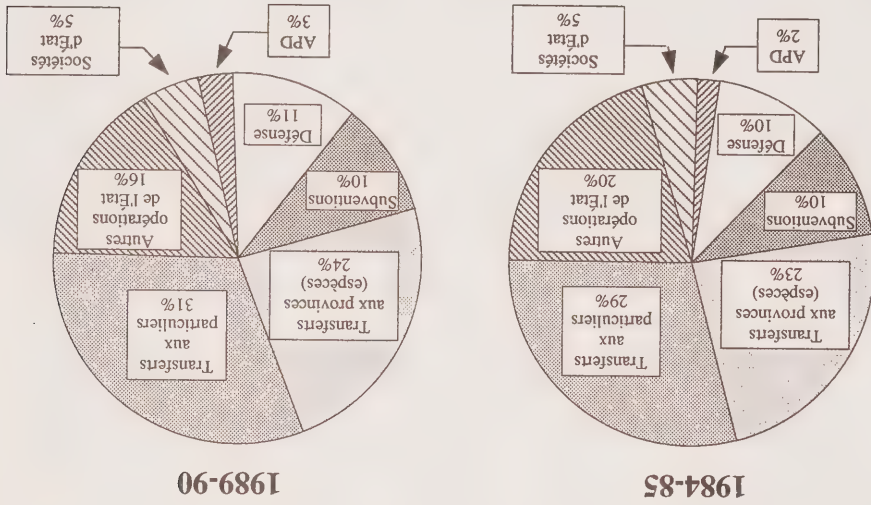 1984-85
Transferts
aux
particuliers
29%
Transferts
aux provinces
(espèces)
23%
Autres
opérations
de l'État
20%
Subventions
10%
Défense
10%
APD
2%
Sociétés
d'État
5%
1989-90
Transferts
aux
particuliers
31%
Transferts
aux provinces
(espèces)
24%
Autres
opérations
de l'État
16%
Subventions
10%
Défense
11%
APD
3%
Sociétés
d'État
5%